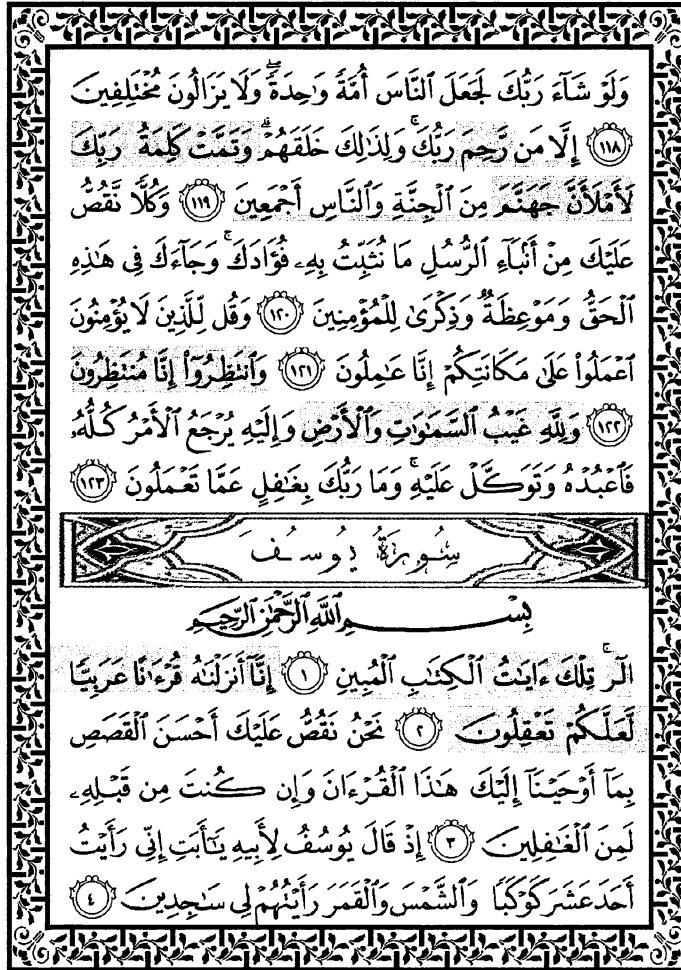 وَلَوْ شَآءَ رَبُّكَ لَجَعَلَ ٱلنَّاسَ أُمَّةً وَٰحِدَةً ۖ وَلَا يَزَالُونَ مُخْتَلِفِينَ
١١٨ إِلَّا مَن رَّحِمَ رَبُّكَ ۚ وَلِذَٰلِكَ خَلَقَهُمْ ۗ وَتَمَّتْ كَلِمَةُ رَبِّكَ
لَأَمْلَأَنَّ جَهَنَّمَ مِنَ ٱلْجِنَّةِ وَٱلنَّاسِ أَجْمَعِينَ ١١٩ وَكُلًّا نَّقُصُّ
عَلَيْكَ مِنْ أَنۢبَآءِ ٱلرُّسُلِ مَا نُثَبِّتُ بِهِۦ فُؤَادَكَ ۚ وَجَآءَكَ فِى هَٰذِهِ
ٱلْحَقُّ وَمَوْعِظَةٌ وَذِكْرَىٰ لِلْمُؤْمِنِينَ ١٢٠ وَقُل لِّلَّذِينَ لَا يُؤْمِنُونَ
ٱعْمَلُوا۟ عَلَىٰ مَكَانَتِكُمْ إِنَّا عَٰمِلُونَ ١٢١ وَٱنتَظِرُوٓا۟ إِنَّا مُنتَظِرُونَ
١٢٢ وَلِلَّهِ غَيْبُ ٱلسَّمَٰوَٰتِ وَٱلْأَرْضِ وَإِلَيْهِ يُرْجَعُ ٱلْأَمْرُ كُلُّهُۥ
فَٱعْبُدْهُ وَتَوَكَّلْ عَلَيْهِ ۚ وَمَا رَبُّكَ بِغَٰفِلٍ عَمَّا تَعْمَلُونَ ١٢٣
سُورَةُ يُوسُفَ
بِسْمِ ٱللَّهِ ٱلرَّحْمَٰنِ ٱلرَّحِيمِ
الٓر ۚ تِلْكَ ءَايَٰتُ ٱلْكِتَٰبِ ٱلْمُبِينِ ١ إِنَّآ أَنزَلْنَٰهُ قُرْءَٰنًا عَرَبِيًّا
لَّعَلَّكُمْ تَعْقِلُونَ ٢ نَحْنُ نَقُصُّ عَلَيْكَ أَحْسَنَ ٱلْقَصَصِ
بِمَآ أَوْحَيْنَآ إِلَيْكَ هَٰذَا ٱلْقُرْءَانَ وَإِن كُنتَ مِن قَبْلِهِۦ
لَمِنَ ٱلْغَٰفِلِينَ ٣ إِذْ قَالَ يُوسُفُ لِأَبِيهِ يَٰٓأَبَتِ إِنِّى رَأَيْتُ
أَحَدَ عَشَرَ كَوْكَبًا وَٱلشَّمْسَ وَٱلْقَمَرَ رَأَيْتُهُمْ لِى سَٰجِدِينَ ٤